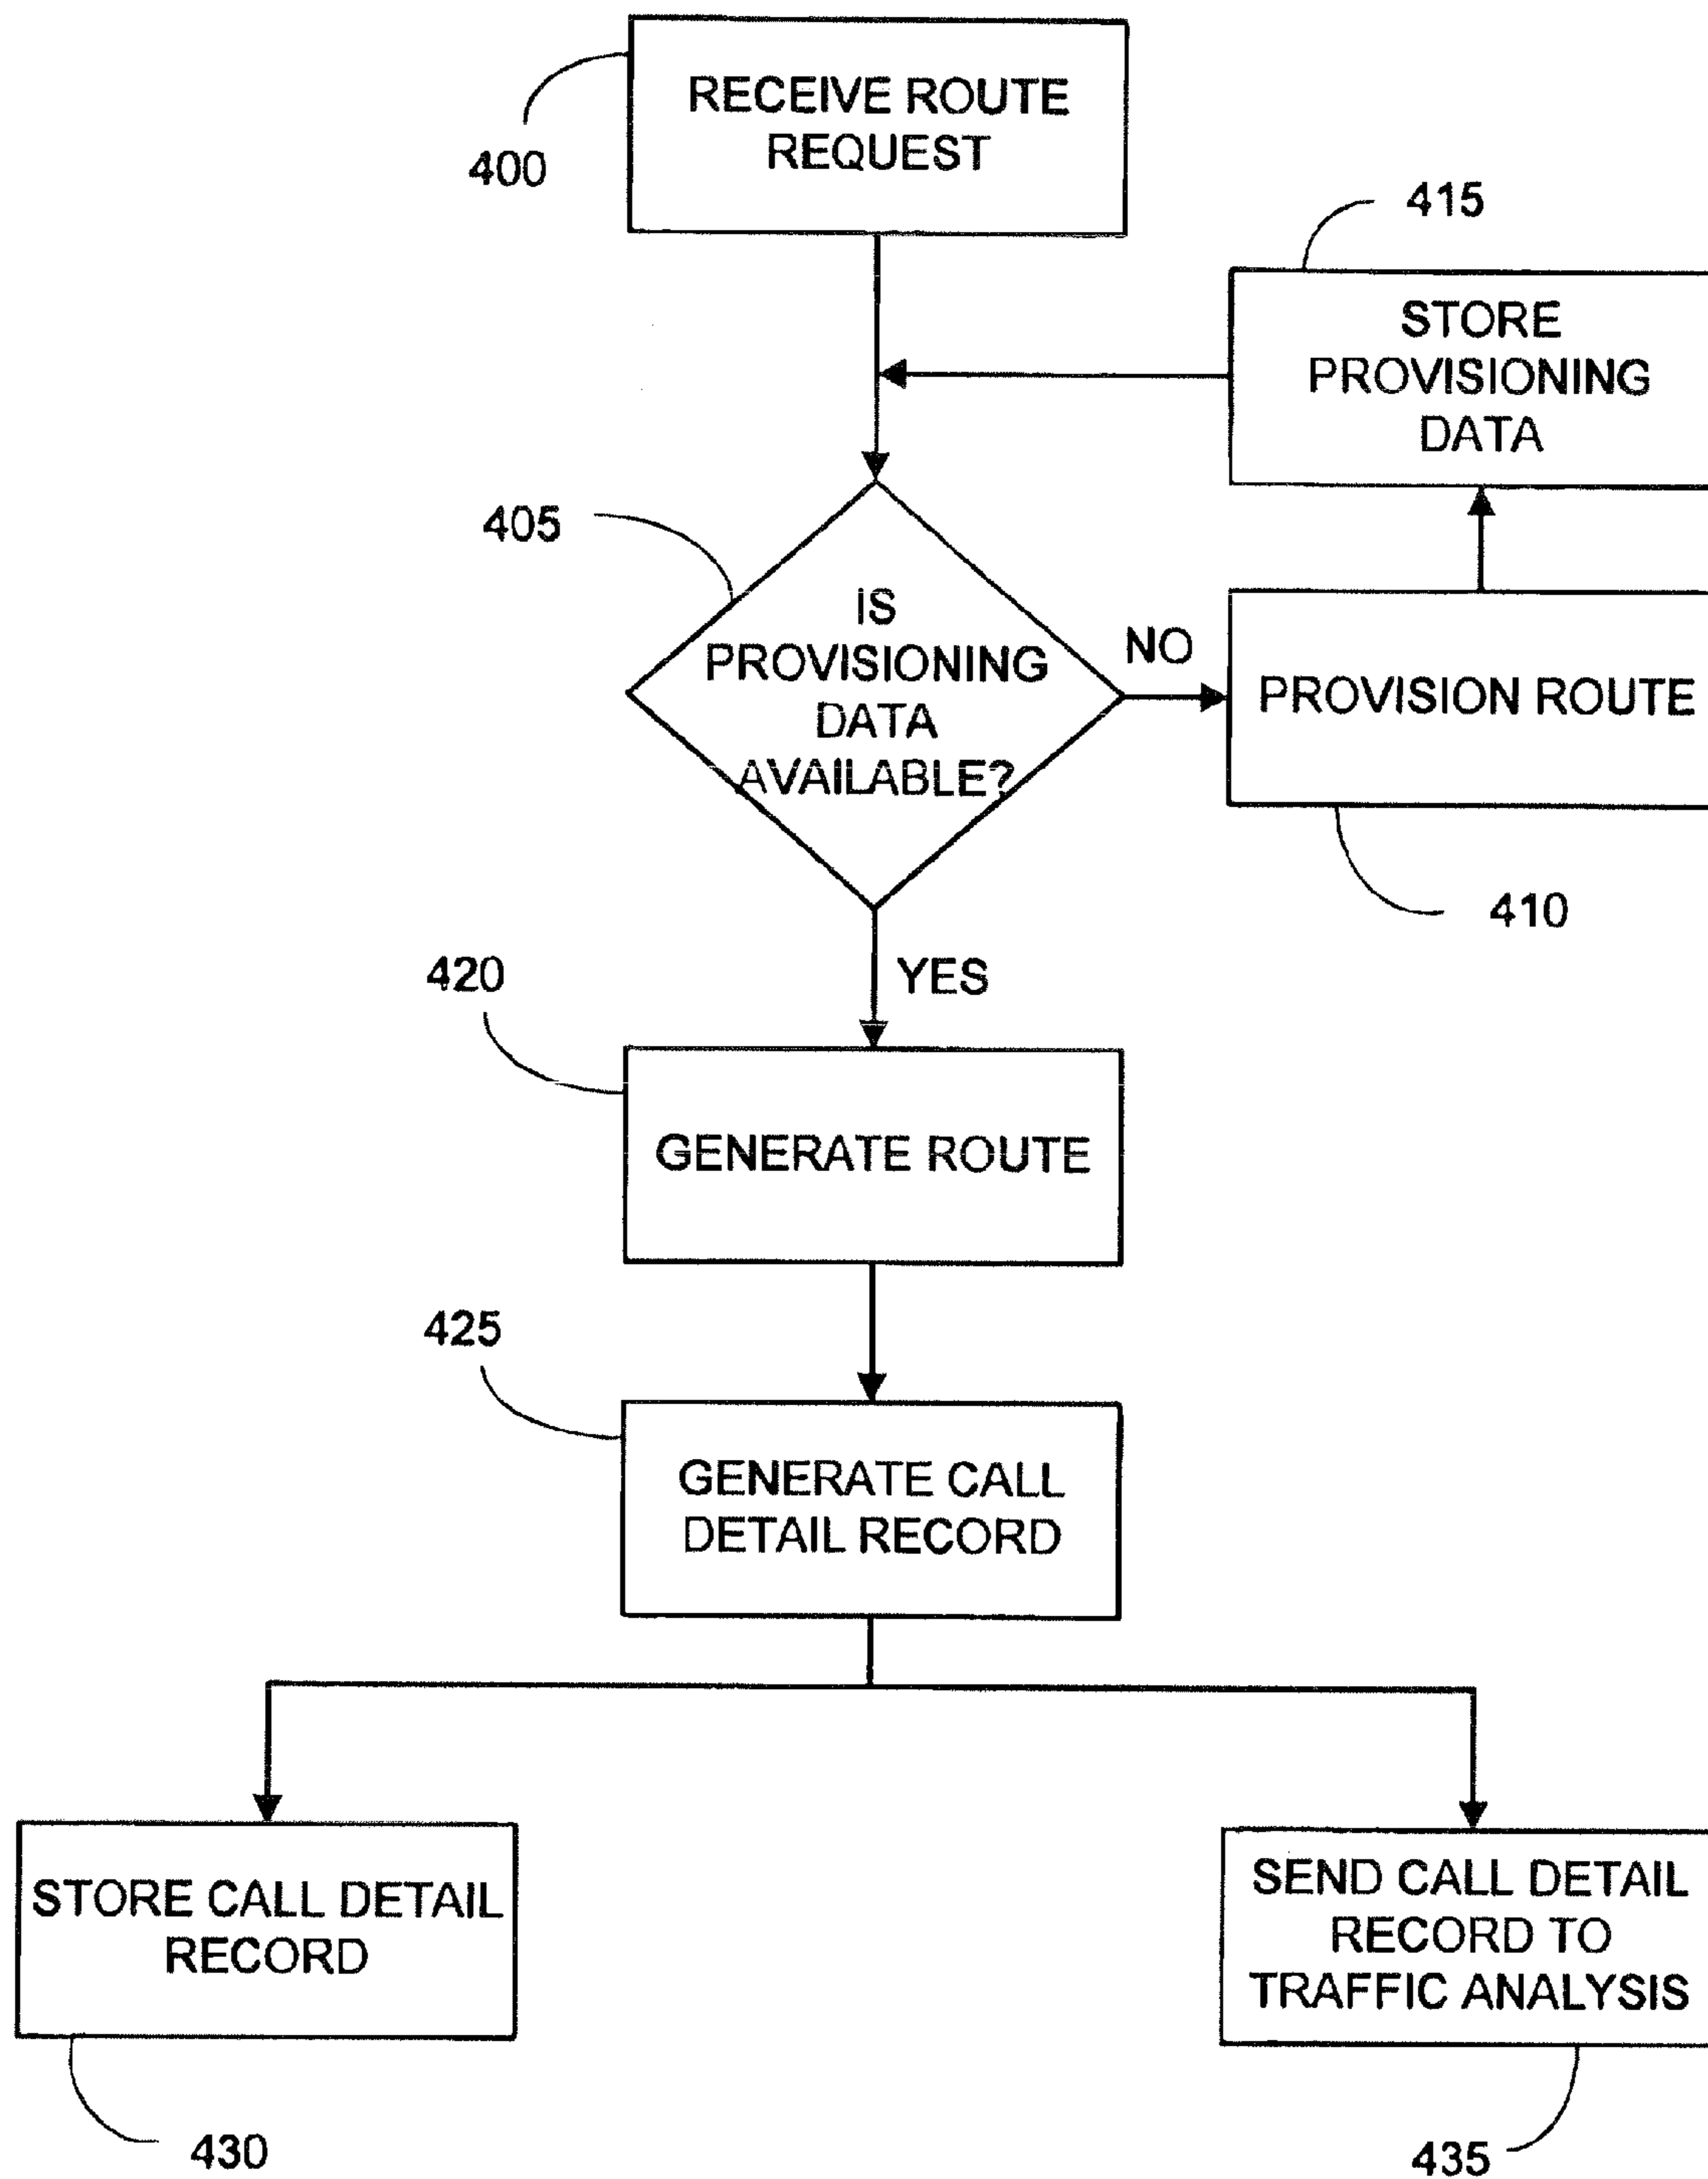 RECEIVE ROUTE
REQUEST
400
415
STORE
PROVISIONING
DATA
405
IS
PROVISIONING
DATA
AVAILABLE?
NO
PROVISION ROUTE
410
YES
420
GENERATE ROUTE
425
GENERATE CALL
DETAIL RECORD
STORE CALL DETAIL
RECORD
430
SEND CALL DETAIL
RECORD TO
TRAFFIC ANALYSIS
435